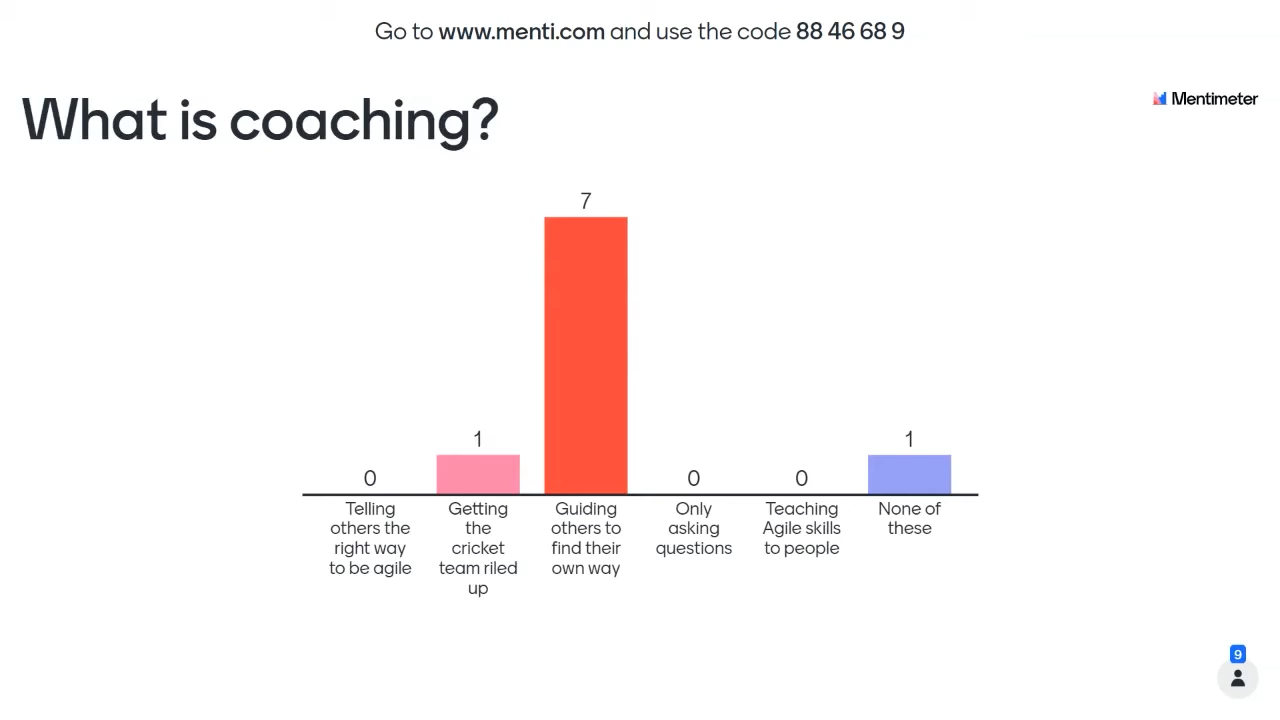 Go to www.menti.com and use the code 88 46 68 9
What is coaching?
Mentimeter
7
1
1
0
0
0
Telling
others the
right way
to be agile
Getting
the
cricket
team riled
up
Guiding
others to
find their
own way
Only
asking
questions
Teaching
Agile skills
to people
None of
these
9